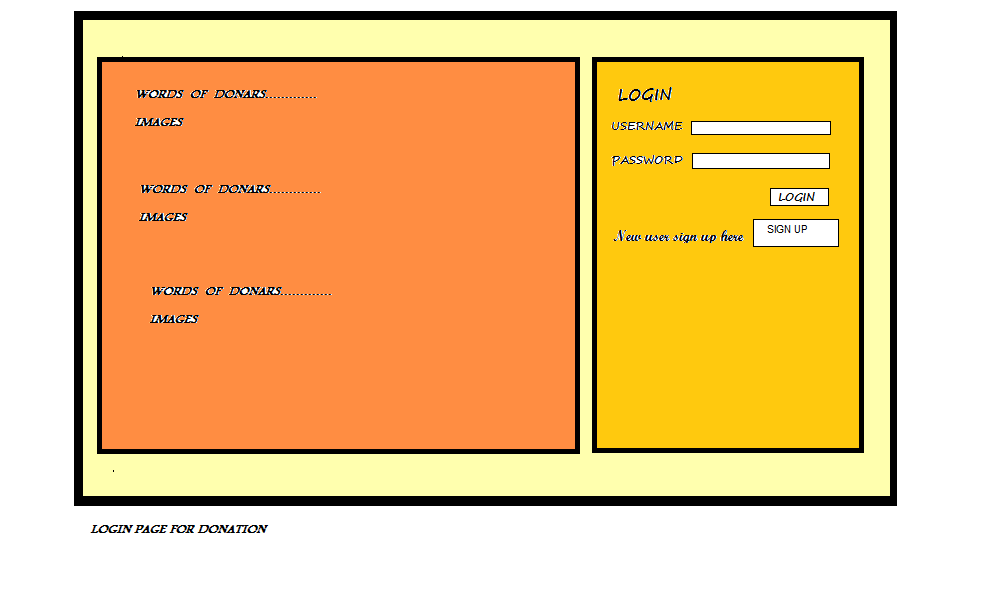 WORDS OF DONARS............
IMAGES
WORDS OF DONARS............
IMAGES
WORDS OF DONARS............
IMAGES
LOGIN
USERNAME
PASSWORD
LOGIN
New user sign up here SIGN UP
LOGIN PAGE FOR DONATION